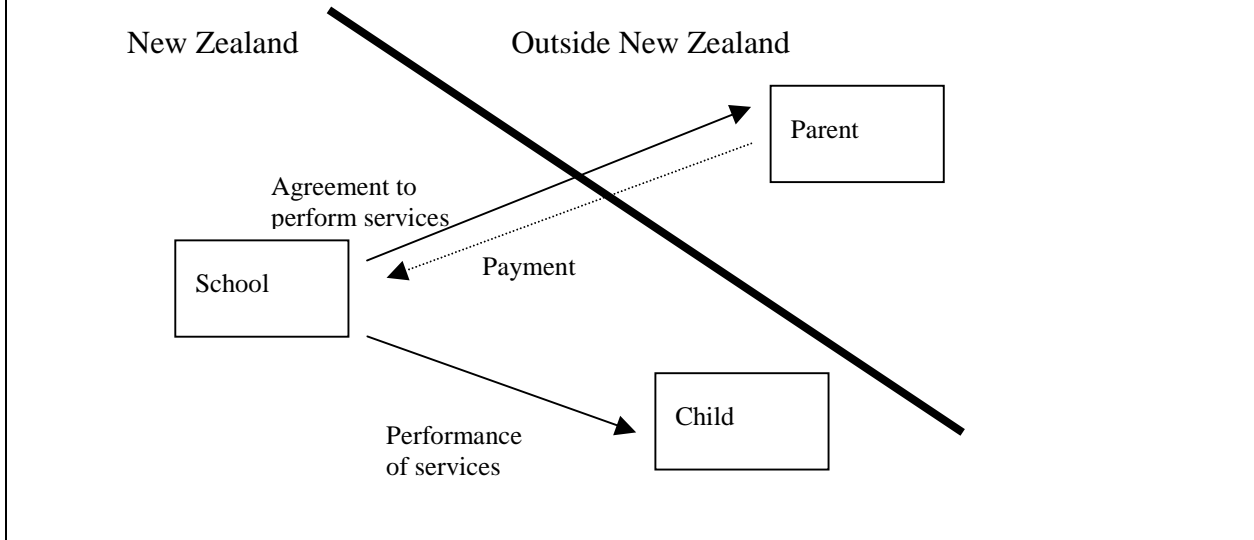 New Zealand
Outside New Zealand
Parent
Agreement to
perform services
School
Payment
Child
Performance
of services